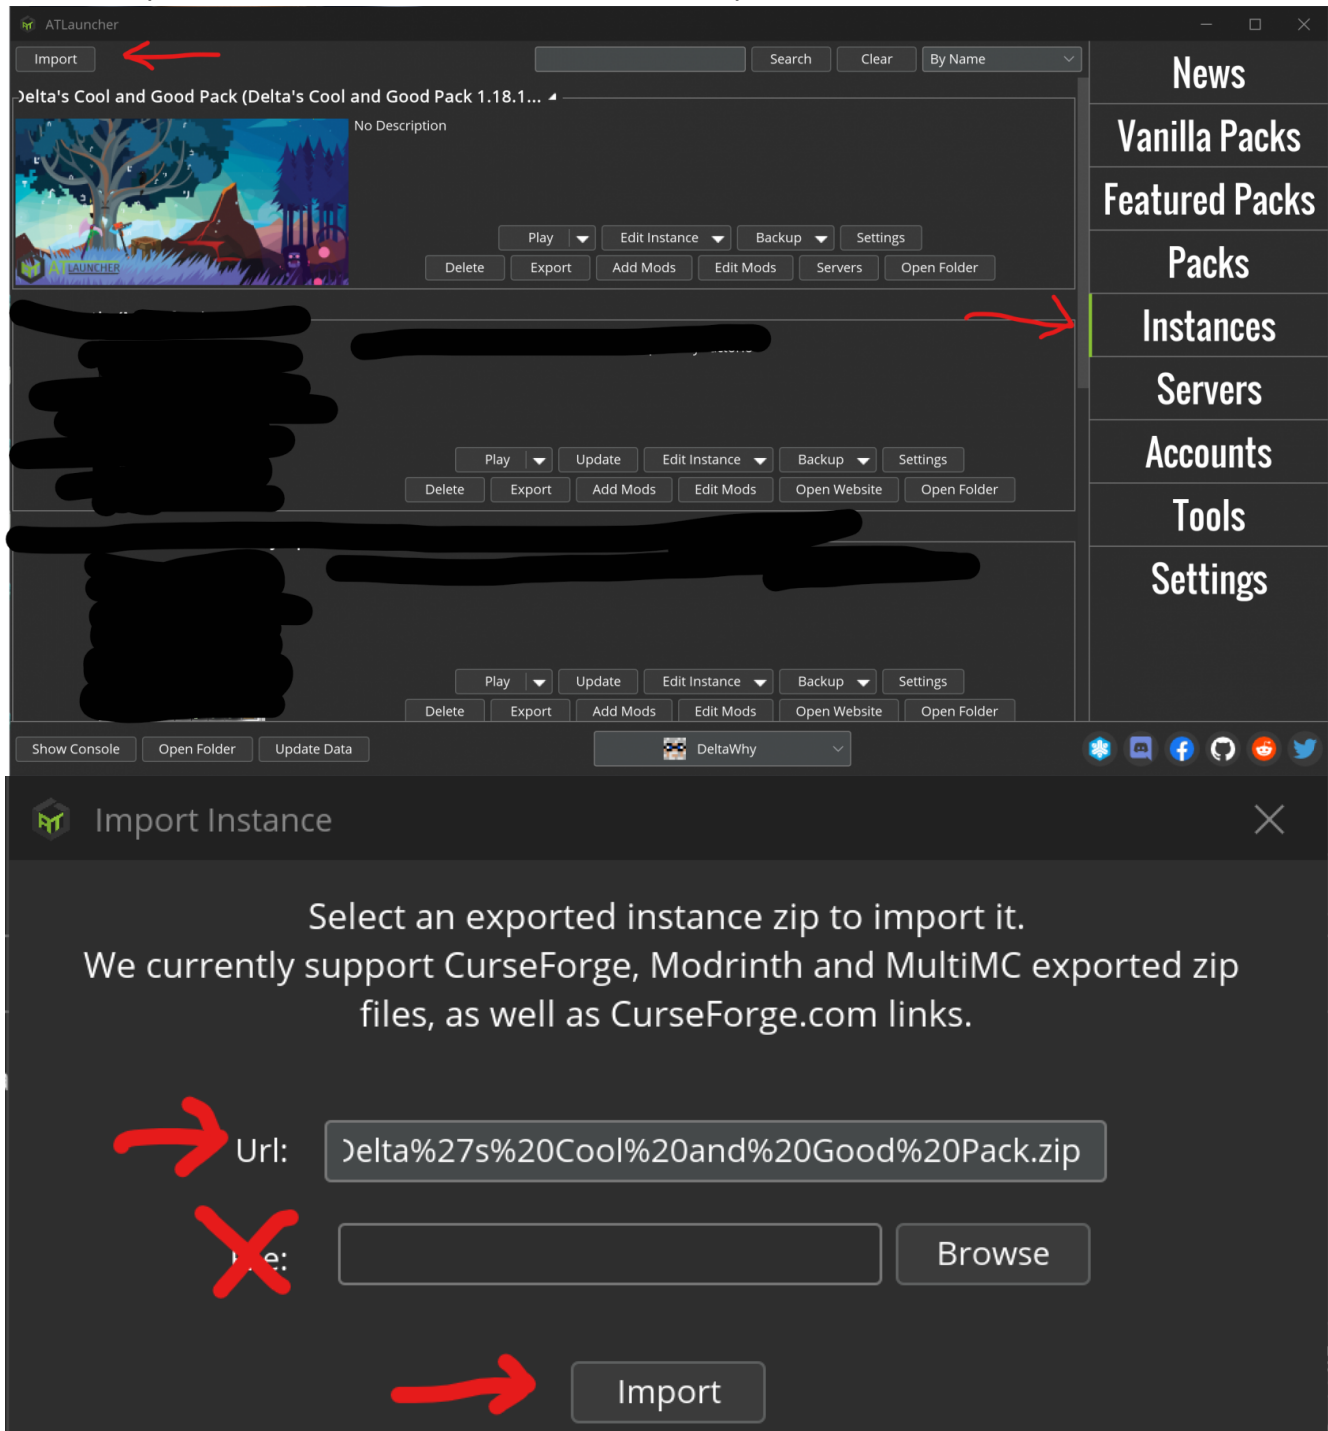 ATLauncher
Import
Search
Clear
By Name
Delta's Cool and Good Pack (Delta's Cool and Good Pack 1.18.1...
No Description
ATLAUNCHER
Play
Edit Instance
Backup
Settings
Delete
Export
Add Mods
Edit Mods
Servers
Open Folder
Play
Update
Edit Instance
Backup
Settings
Delete
Export
Add Mods
Edit Mods
Open Website
Open Folder
Play
Update
Edit Instance
Backup
Settings
Delete
Export
Add Mods
Edit Mods
Open Website
Open Folder
News
Vanilla Packs
Featured Packs
Packs
Instances
Servers
Accounts
Tools
Settings
Show Console
Open Folder
Update Data
DeltaWhy
Import Instance
Select an exported instance zip to import it.
We currently support CurseForge, Modrinth and MultiMC exported zip
files, as well as CurseForge.com links.
Url:
Delta%27s%20Cool%20and%20Good%20Pack.zip
Browse
Import